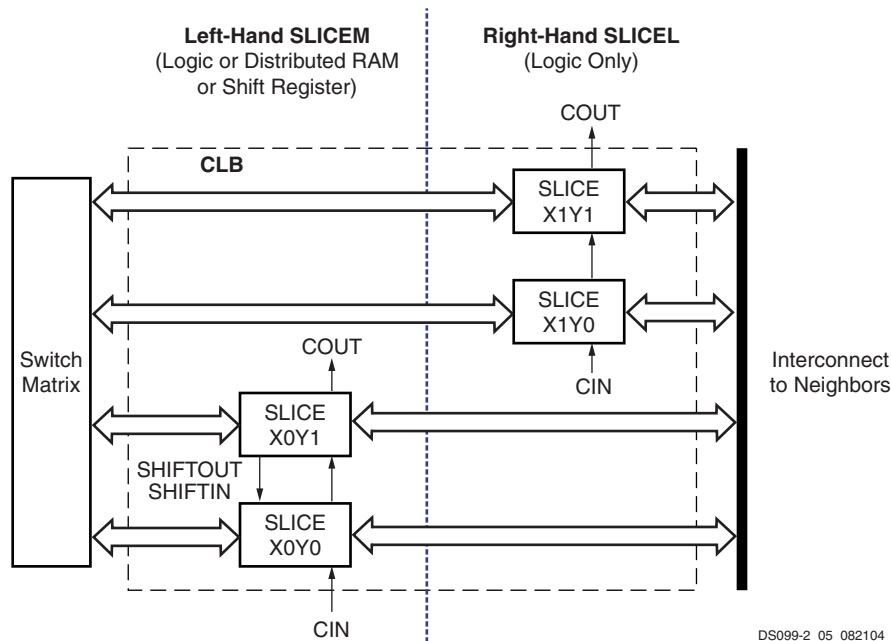 Left-Hand SLICEM
(Logic or Distributed RAM
or Shift Register)
Right-Hand SLICEL
(Logic Only)
COUT
CLB
SLICE
X1Y1
SLICE
X1Y0
COUT
CIN
Switch
Matrix
Interconnect
to Neighbors
SLICE
X0Y1
SHIFTOUT
SHIFTIN
SLICE
X0Y0
CIN
DS099-2_05_082104